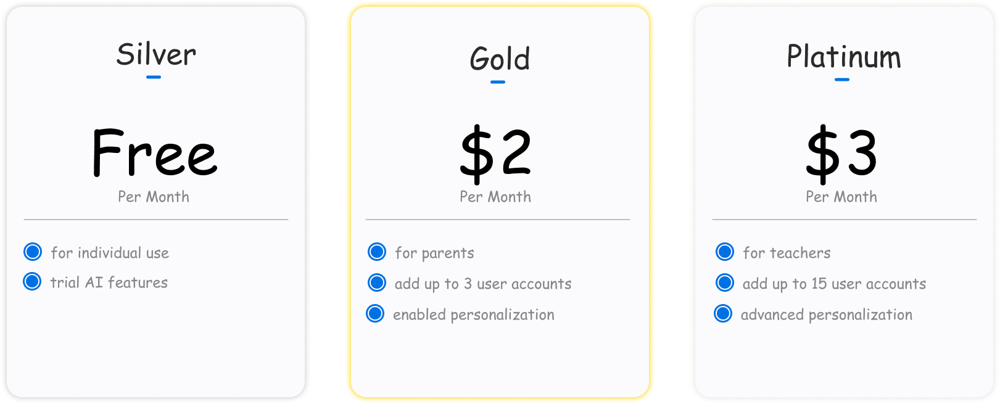 Silver
Free
Per Month
for individual use
trial AI features
Gold
$2
Per Month
for parents
add up to 3 user accounts
enabled personalization
Platinum
$3
Per Month
for teachers
add up to 15 user accounts
advanced personalization